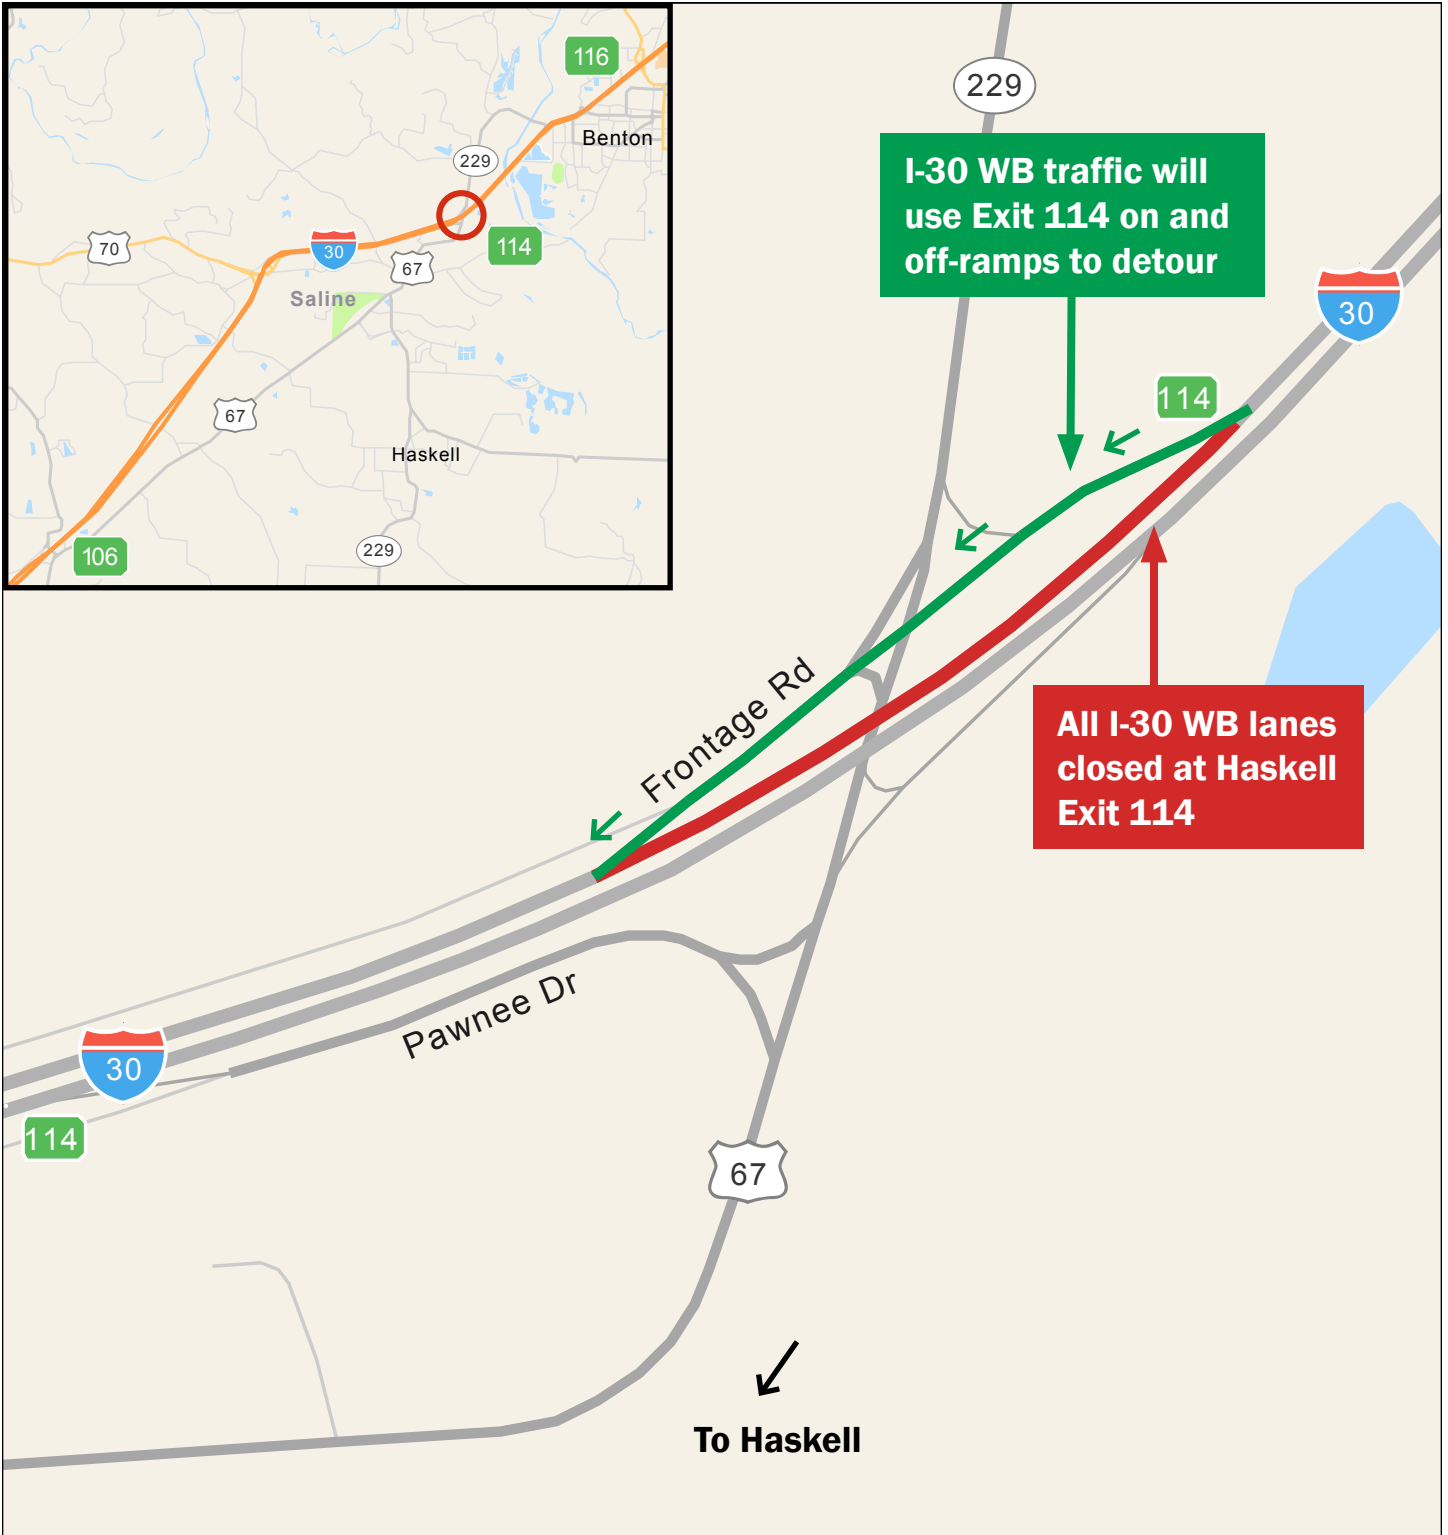 116
Benton
229
114
70
30
67
Saline
67
Haskell
106
229
229
I-30 WB traffic will
use Exit 114 on and
off-ramps to detour
30
114
Frontage Rd
All I-30 WB lanes
closed at Haskell
Exit 114
Pawnee Dr
30
114
67
To Haskell